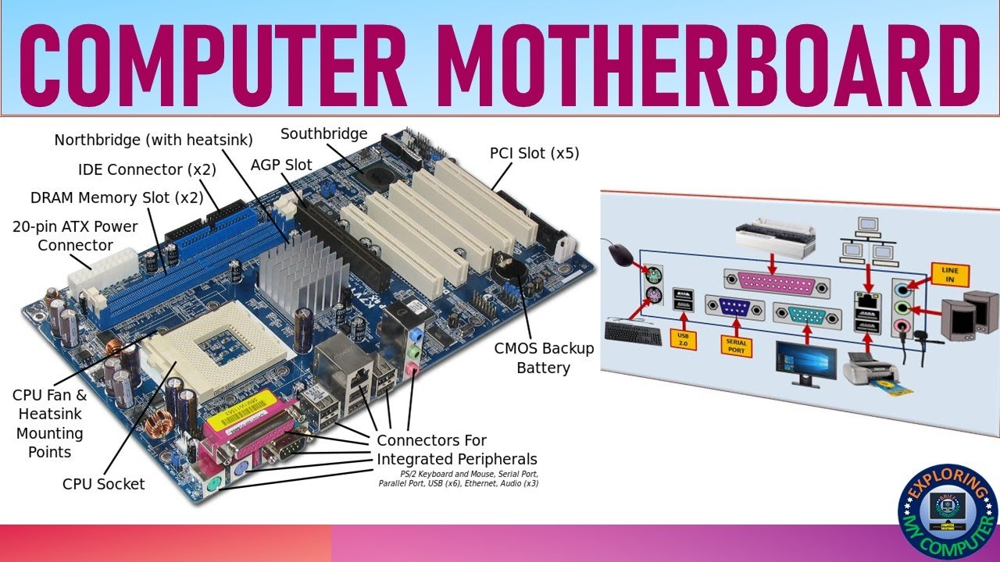 COMPUTER MOTHERBOARD
Northbridge (with heatsink)
Southbridge
IDE Connector (x2)
AGP Slot
PCI Slot (x5)
DRAM Memory Slot (x2)
20-pin ATX Power
Connector
CMOS Backup
Battery
CPU Fan &
Heatsink
Mounting
Points
CPU Socket
Connectors For
Integrated Peripherals
PS/2 Keyboard and Mouse, Serial Port,
Parallel Port, USB (x6), Ethernet, Audio (x3)
LINE
IN
USB
2.0
SERIAL
PORT
EXPLORING
MY COMPUTER
COMPUTER
SOLUTIONS